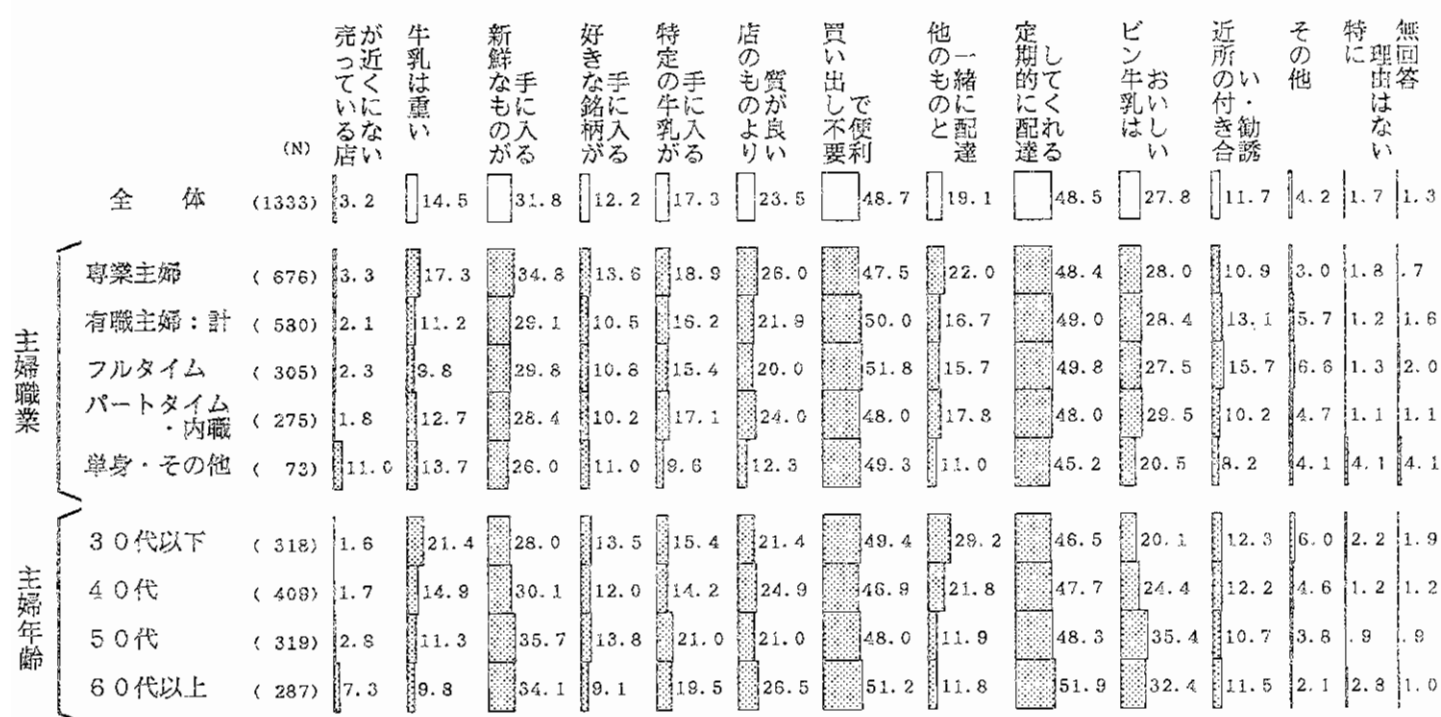 売っている店が近くにない
牛乳は重い
新鮮なものが手に入る
好きな銘柄が手に入る
特定の牛乳が手に入る
店のものより質が良い
買い出し不要で便利
他のものと一緒に配達
定期的に配達してくれる
ビン牛乳はおいしい
近所の付き合い・勧誘
その他
特に理由はない
無回答
(N)
全 体 (1333) 3.2 14.5 31.8 12.2 17.3 23.5 48.7 19.1 48.5 27.8 11.7 4.2 1.7 1.3
主婦職業
専業主婦 ( 676) 3.3 17.3 34.8 13.6 18.9 26.0 47.5 22.0 48.4 28.0 10.9 3.0 1.8 .7
有職主婦：計 ( 580) 2.1 11.2 29.1 10.5 16.2 21.9 50.0 16.7 49.0 28.4 13.1 5.7 1.2 1.6
フルタイム ( 305) 2.3 9.8 29.8 10.8 15.4 20.0 51.8 15.7 49.8 27.5 15.7 6.6 1.3 2.0
パートタイム
・内職 ( 275) 1.8 12.7 28.4 10.2 17.1 24.0 48.0 17.8 48.0 29.5 10.2 4.7 1.1 1.1
単身・その他 ( 73) 11.0 13.7 26.0 11.0 9.6 12.3 49.3 11.0 45.2 20.5 8.2 4.1 4.1 4.1
主婦年齢
30代以下 ( 318) 1.6 21.4 28.0 13.5 15.4 21.4 49.4 29.2 46.5 20.1 12.3 6.0 2.2 1.9
40代 ( 409) 1.7 14.9 30.1 12.0 14.2 24.9 46.9 21.8 47.7 24.4 12.2 4.6 1.2 1.2
50代 ( 319) 2.8 11.3 35.7 13.8 21.0 21.0 48.0 11.9 48.3 35.4 10.7 3.8 .9 .9
60代以上 ( 287) 7.3 9.8 34.1 9.1 19.5 26.5 51.2 11.8 51.9 32.4 11.5 2.1 2.8 1.0